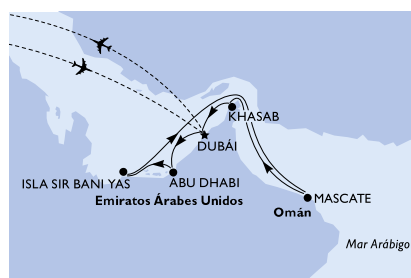 KHASAB
DUBÁI
ISLA SIR BANI YAS
ABU DHABI
Emiratos Árabes Unidos
MASCATE
Omán
Mar Arábigo